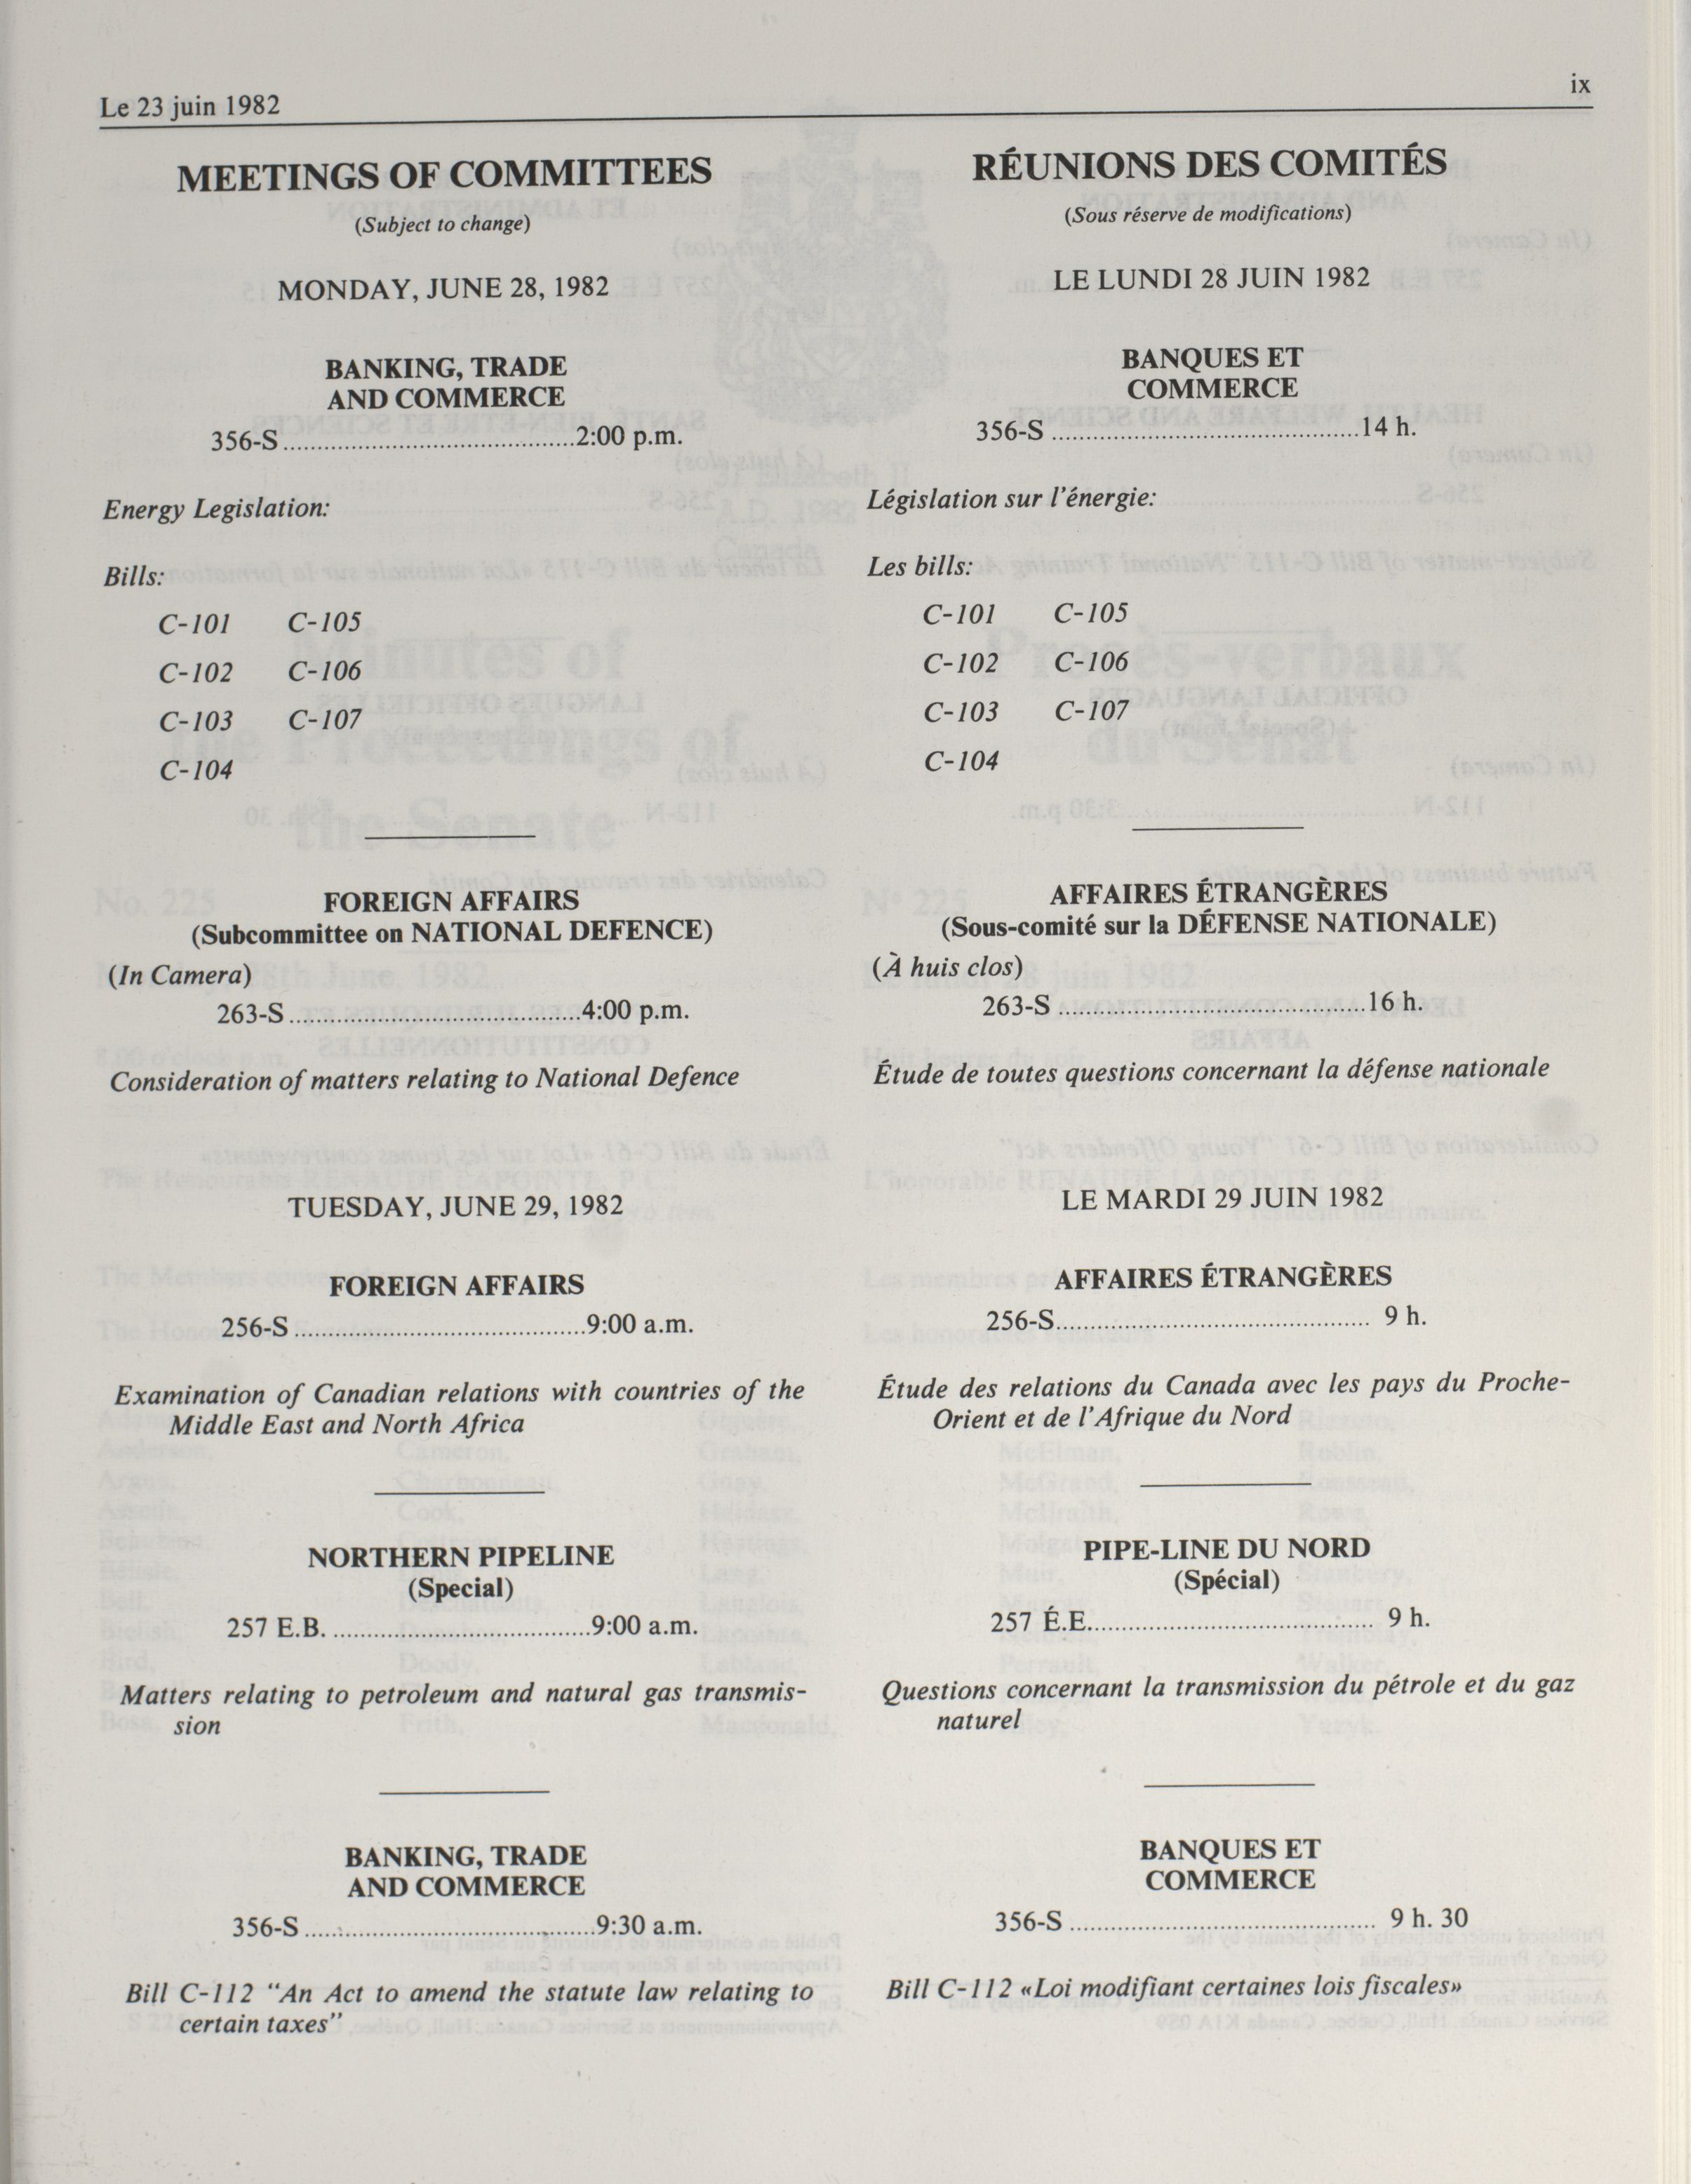 Le 23 juin 1982
ix
MEETINGS OF COMMITTEES
(Subject to change)
MONDAY, JUNE 28, 1982
BANKING, TRADE
AND COMMERCE
356-S...........................................2:00 p.m.
Energy Legislation:
Bills:
C-101 C-105
C-102 C-106
C-103 C-107
C-104
FOREIGN AFFAIRS
(Subcommittee on NATIONAL DEFENCE)
(In Camera)
263-S...........................................4:00 p.m.
Consideration of matters relating to National Defence
TUESDAY, JUNE 29, 1982
FOREIGN AFFAIRS
256-S...........................................9:00 a.m.
Examination of Canadian relations with countries of the
Middle East and North Africa
NORTHERN PIPELINE
(Special)
257 E.B. ......................................9:00 a.m.
Matters relating to petroleum and natural gas transmis-
sion
BANKING, TRADE
AND COMMERCE
356-S...........................................9:30 a.m.
Bill C-112 “An Act to amend the statute law relating to
certain taxes”
RÉUNIONS DES COMITÉS
(Sous réserve de modifications)
LE LUNDI 28 JUIN 1982
BANQUES ET
COMMERCE
356-S .............................................14 h.
Législation sur l'énergie:
Les bills:
C-101 C-105
C-102 C-106
C-103 C-107
C-104
AFFAIRES ÉTRANGÈRES
(Sous-comité sur la DÉFENSE NATIONALE)
(À huis clos)
263-S .............................................16 h.
Étude de toutes questions concernant la défense nationale
LE MARDI 29 JUIN 1982
AFFAIRES ÉTRANGÈRES
256-S.............................................. 9 h.
Étude des relations du Canada avec les pays du Proche-
Orient et de l'Afrique du Nord
PIPE-LINE DU NORD
(Spécial)
257 É.E.......................................... 9 h.
Questions concernant la transmission du pétrole et du gaz
naturel
BANQUES ET
COMMERCE
356-S ............................................. 9 h. 30
Bill C-112 «Loi modifiant certaines lois fiscales»